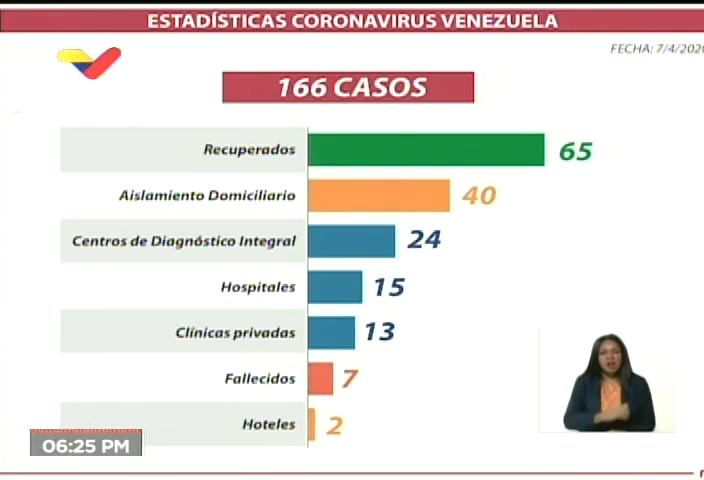 ESTADÍSTICAS CORONAVIRUS VENEZUELA
FECHA: 7/4/2020
166 CASOS
Recuperados 65
Aislamiento Domiciliario 40
Centros de Diagnóstico Integral 24
Hospitales 15
Clínicas privadas 13
Fallecidos 7
Hoteles 2
06:25 PM